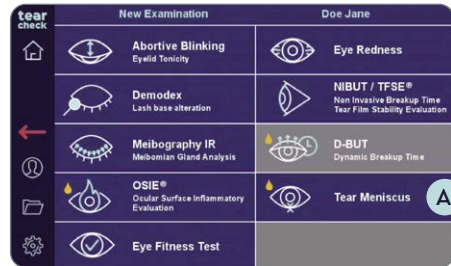 tear
check
New Examination
Doe Jane
Abortive Blinking
Eyelid Tonicity
Eye Redness
Demodex
Lash base alteration
NIBUT / TFSE®
Non Invasive Breakup Time
Tear Film Stability Evaluation
Meibography IR
Meibomian Gland Analysis
D-BUT
Dynamic Breakup Time
OSIE®
Ocular Surface Inflammatory
Evaluation
Tear Meniscus
A
Eye Fitness Test